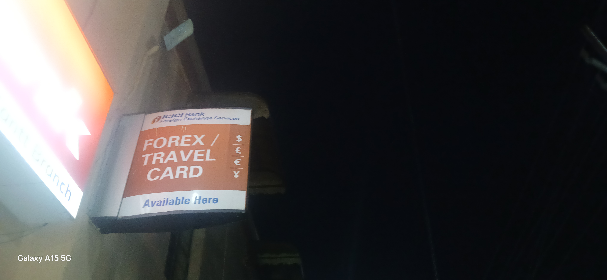 ICICI Bank
FOREX /
TRAVEL
CARD
$
£
€
¥
Available Here
Branch
Galaxy A15 5G